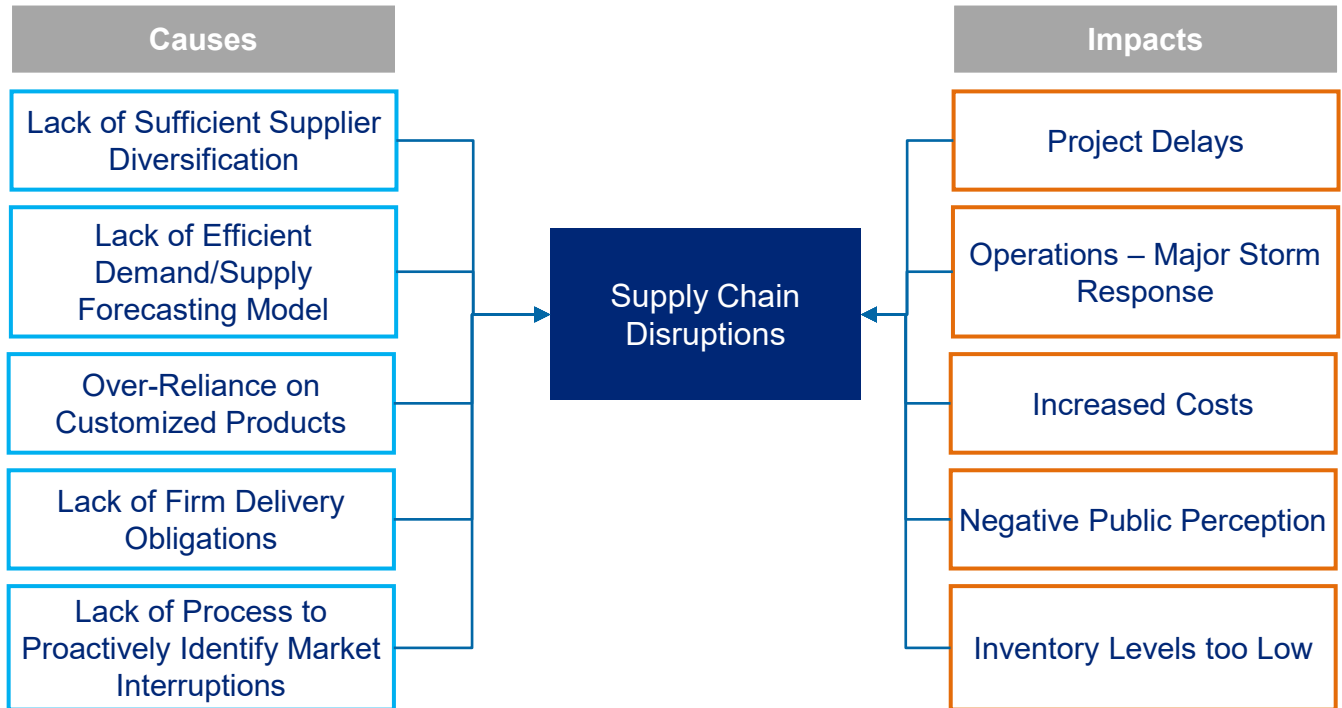 Causes
Lack of Sufficient Supplier
Diversification
Lack of Efficient
Demand/Supply
Forecasting Model
Over-Reliance on
Customized Products
Lack of Firm Delivery
Obligations
Lack of Process to
Proactively Identify Market
Interruptions
Supply Chain
Disruptions
Impacts
Project Delays
Operations – Major Storm
Response
Increased Costs
Negative Public Perception
Inventory Levels too Low